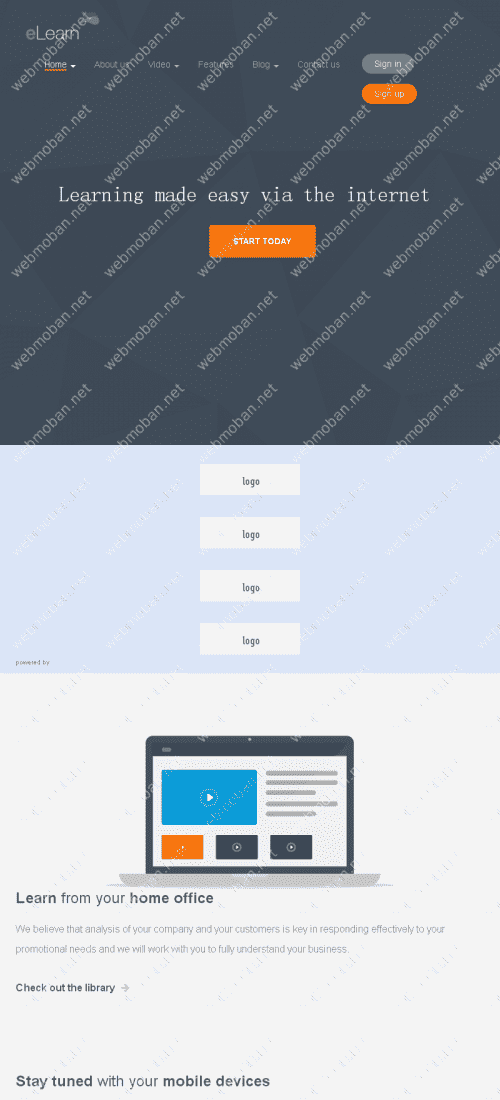 eLearn
Home About us Video Features Blog Contact us Sign in
Sign up
Learning made easy via the internet
START TODAY
logo
logo
logo
logo
powered by
Learn from your home office
We believe that analysis of your company and your customers is key in responding effectively to your
promotional needs and we will work with you to fully understand your business.
Check out the library
Stay tuned with your mobile devices
webmoban.net